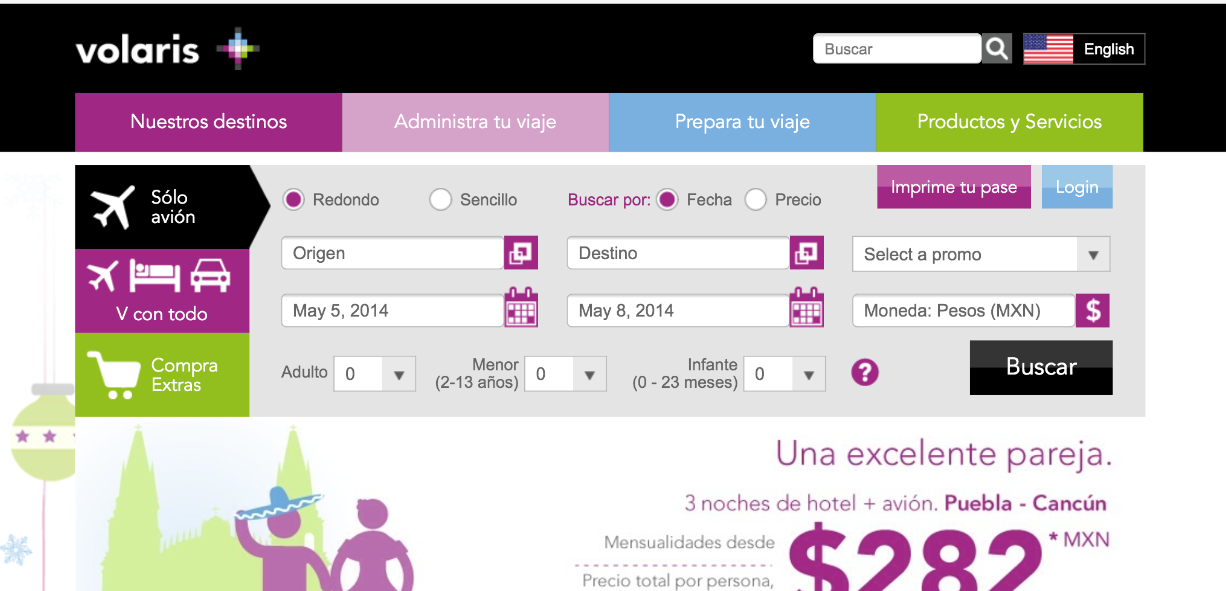 volaris
Buscar
English
Nuestros destinos
Administra tu viaje
Prepara tu viaje
Productos y Servicios
Sólo
avión
Redondo
Sencillo
Buscar por:
Fecha
Precio
Imprime tu pase
Login
Origen
Destino
Select a promo
V con todo
May 5, 2014
May 8, 2014
Moneda: Pesos (MXN)
$
Compra
Extras
Adulto
0
Menor
(2-13 años)
0
Infante
(0 - 23 meses)
0
?
Buscar
Una excelente pareja.
3 noches de hotel + avión. Puebla - Cancún
Mensualidades desde
$282
* MXN
Precio total por persona,